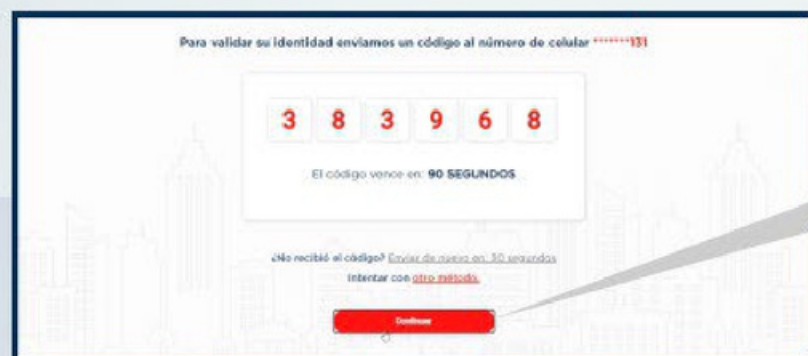 Para validar su identidad enviamos un código al número de celular *******131
3 8 3 9 6 8
El código vence en: 90 SEGUNDOS
¿No recibió el código? Enviar de nuevo en: 30 segundos
Intentar con otro método.
Continuar